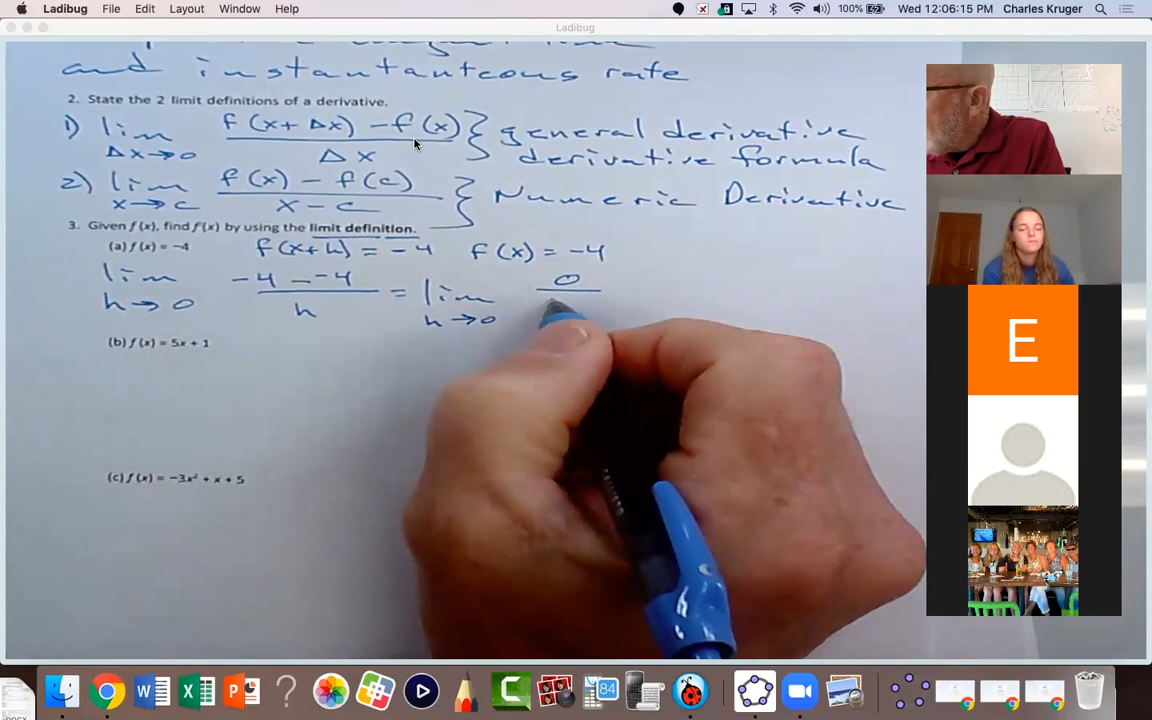 Ladibug File Edit Layout Window Help 100% Wed 12:06:15 PM Charles Kruger
Ladibug
and instantanteous rate
2. State the 2 limit definitions of a derivative.
1) lim Δx→0 f(x+Δx) - f(x) / Δx } general derivative
derivative formula
2) lim x→c f(x) - f(c) / x - c } Numeric Derivative
3. Given f (x), find f'(x) by using the limit definition.
(a) f (x) = −4 f(x+h) = -4 f(x) = -4
lim h→0 -4 - -4 / h = lim h→0 0
(b) f (x) = 5x + 1
(c) f (x) = −3x² + x + 5
E
84